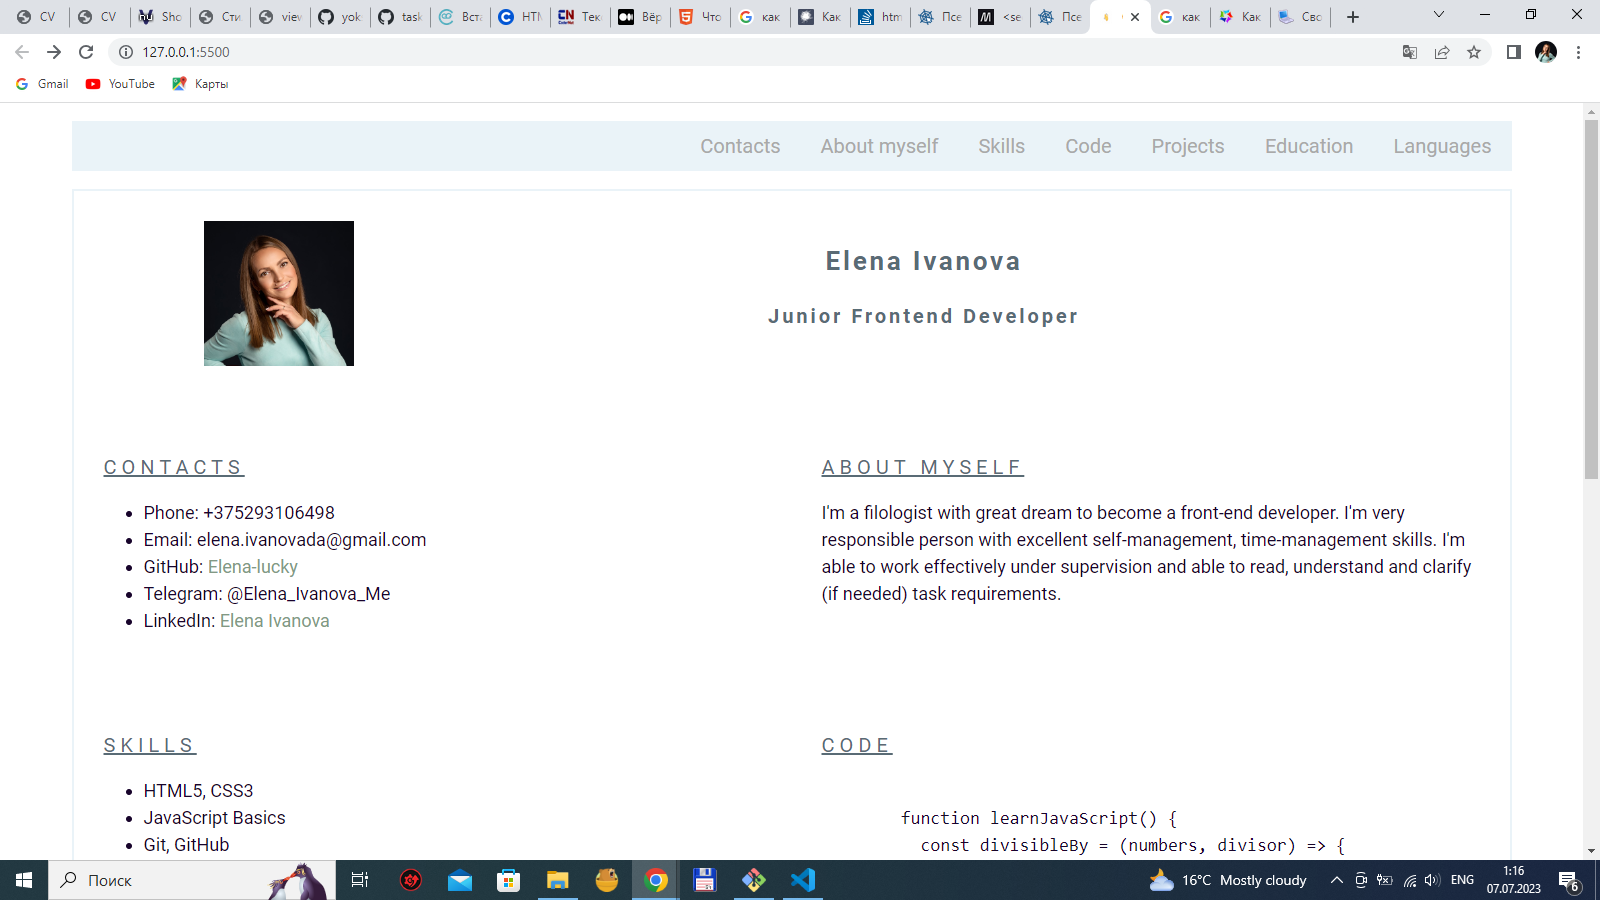 CV
CV
Sho
Сти
view
yok
task
Вста
HTM
Тек
Вёр
Что
как
Как
htm
Псе
<se
Псе
как
Как
Сво
127.0.0.1:5500
Gmail YouTube Карты
Contacts About myself Skills Code Projects Education Languages
Elena Ivanova
Junior Frontend Developer
CONTACTS
Phone: +375293106498
Email: elena.ivanovada@gmail.com
GitHub: Elena-lucky
Telegram: @Elena_Ivanova_Me
LinkedIn: Elena Ivanova
ABOUT MYSELF
I'm a filologist with great dream to become a front-end developer. I'm very
responsible person with excellent self-management, time-management skills. I'm
able to work effectively under supervision and able to read, understand and clarify
(if needed) task requirements.
SKILLS
HTML5, CSS3
JavaScript Basics
Git, GitHub
CODE
function learnJavaScript() {
const divisibleBy = (numbers, divisor) => {
Поиск
16°C Mostly cloudy
ENG
1:16
07.07.2023
6